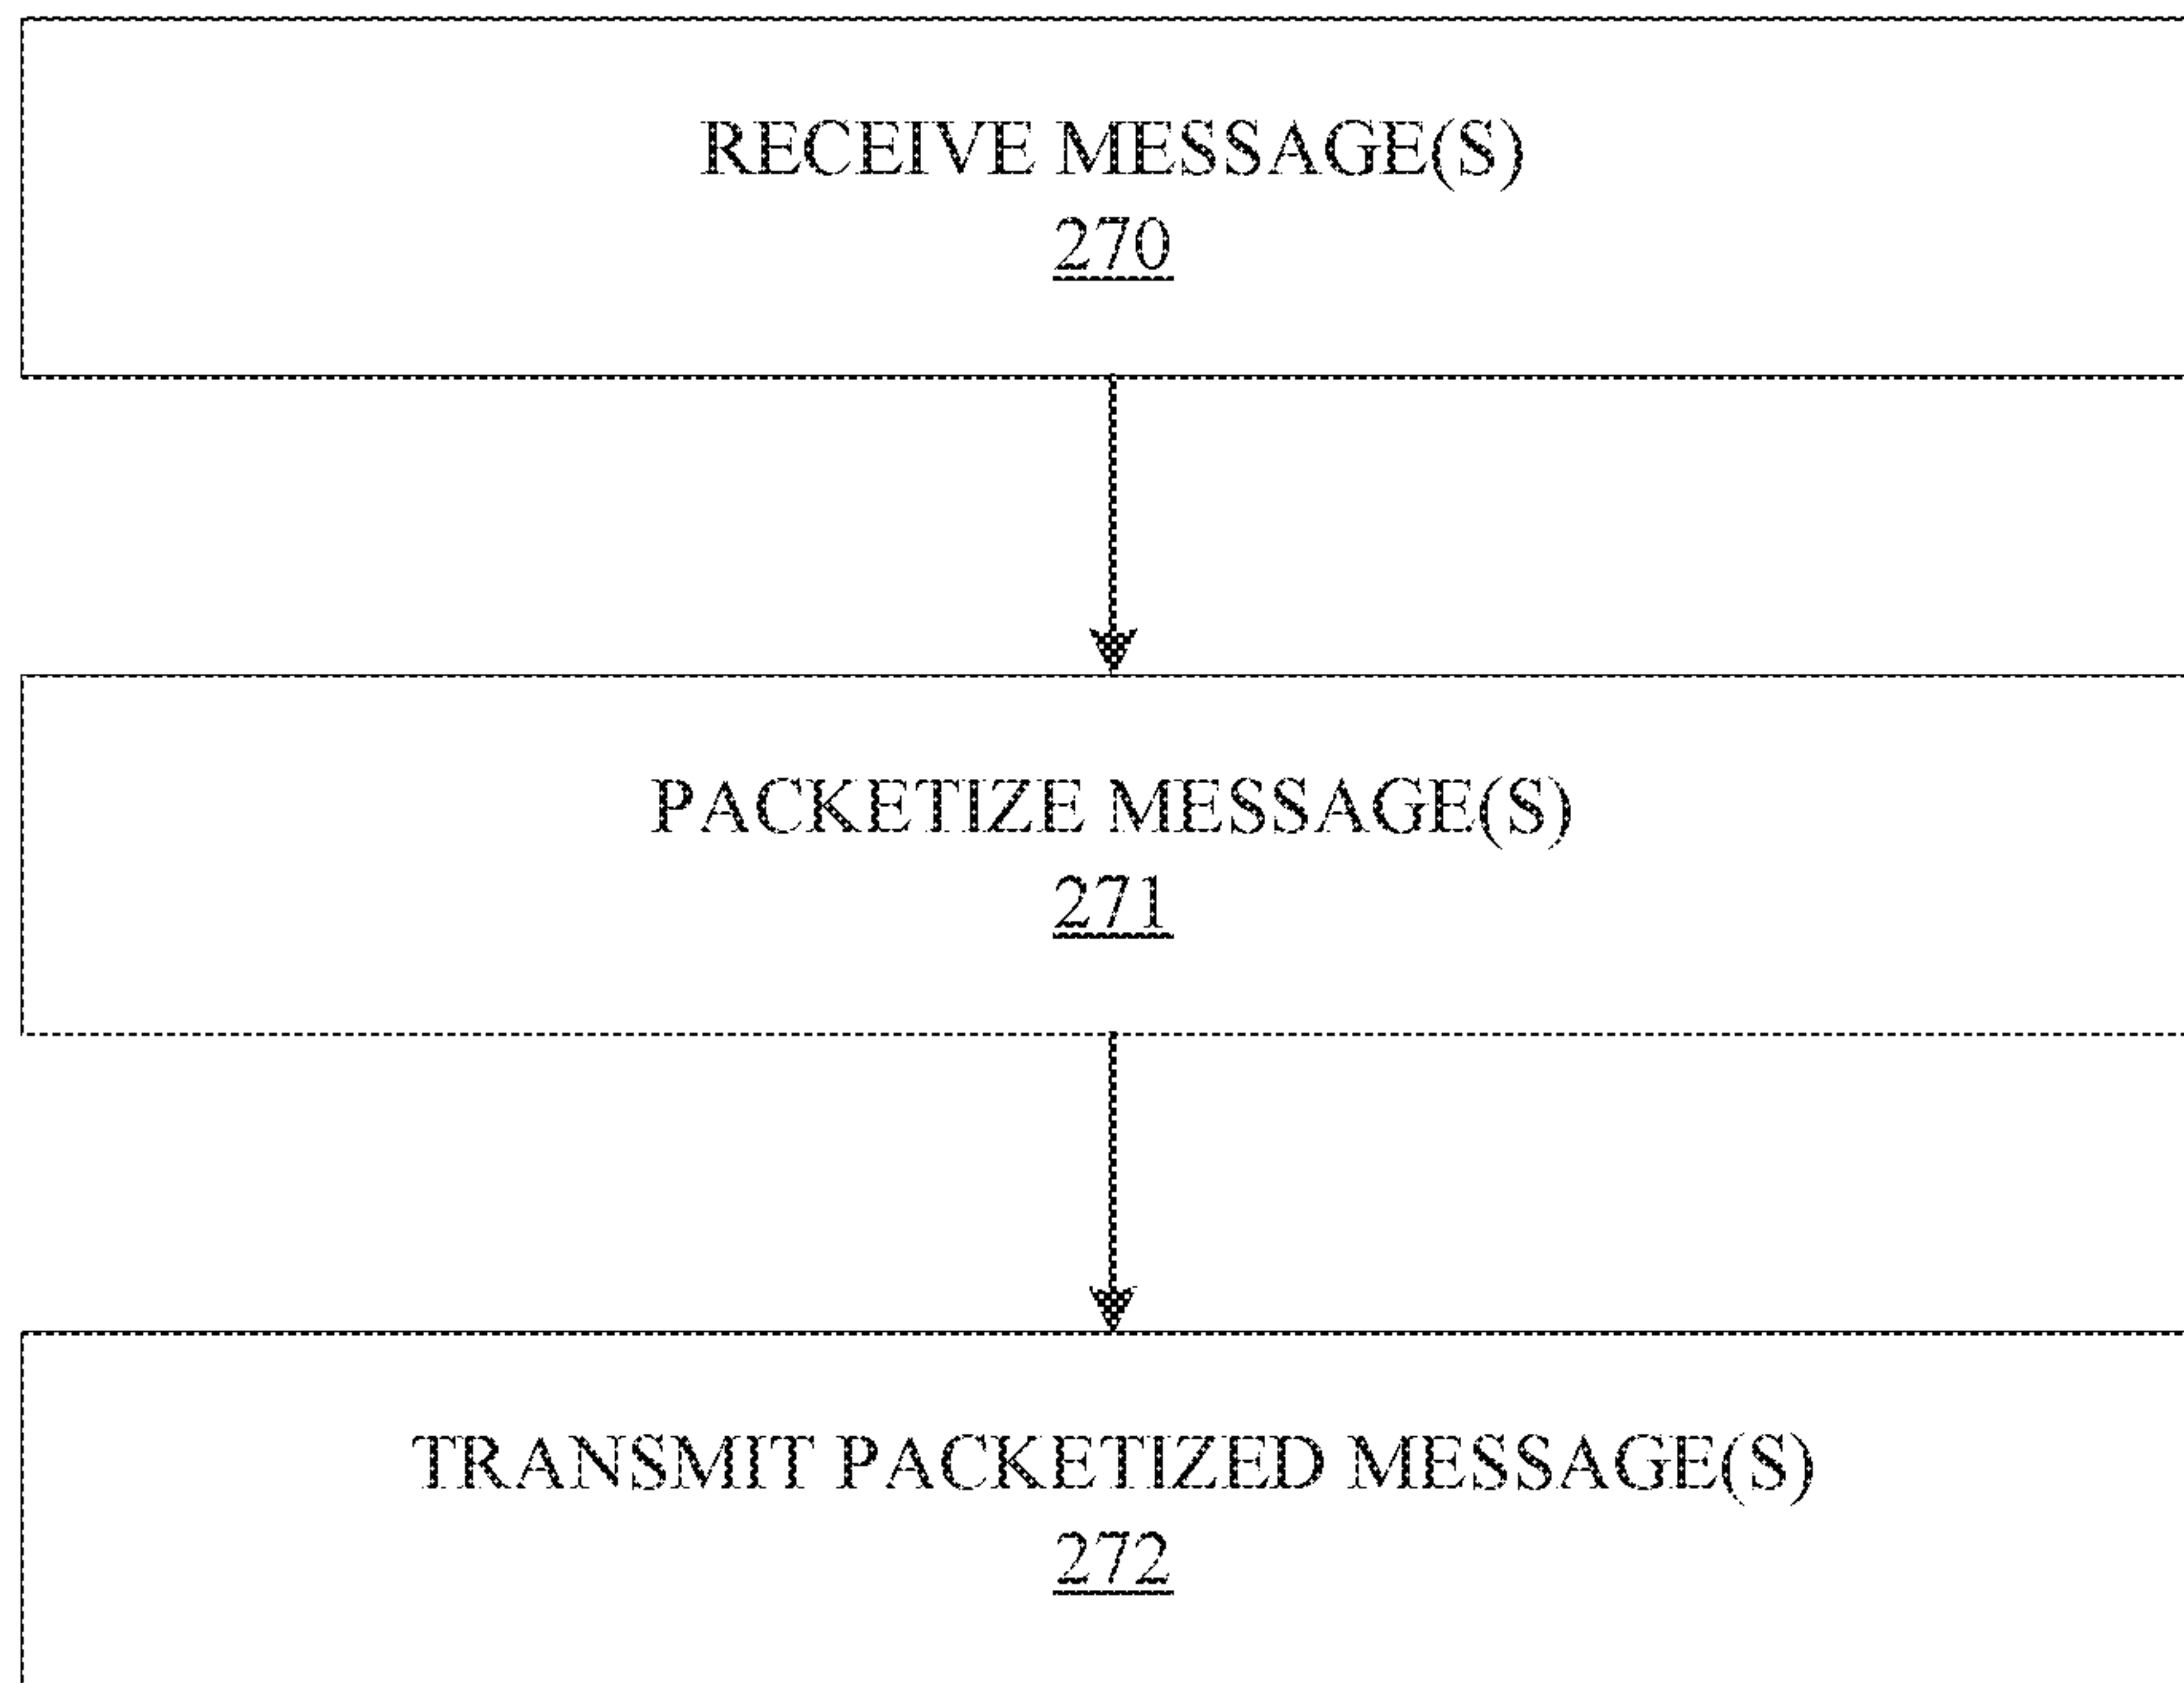 RECEIVE MESSAGE(S)
270
PACKETIZE MESSAGE(S)
271
TRANSMIT PACKETIZED MESSAGE(S)
272